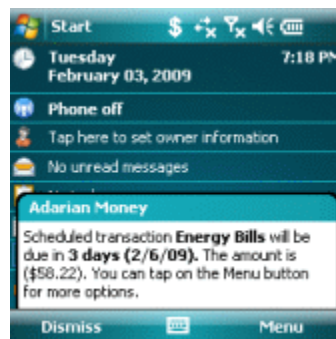 Start
Tuesday 7:18 PM
February 03, 2009
Phone off
Tap here to set owner information
No unread messages
Adarian Money
Scheduled transaction Energy Bills will be
due in 3 days (2/6/09). The amount is
($58.22). You can tap on the Menu button
for more options.
Dismiss Menu